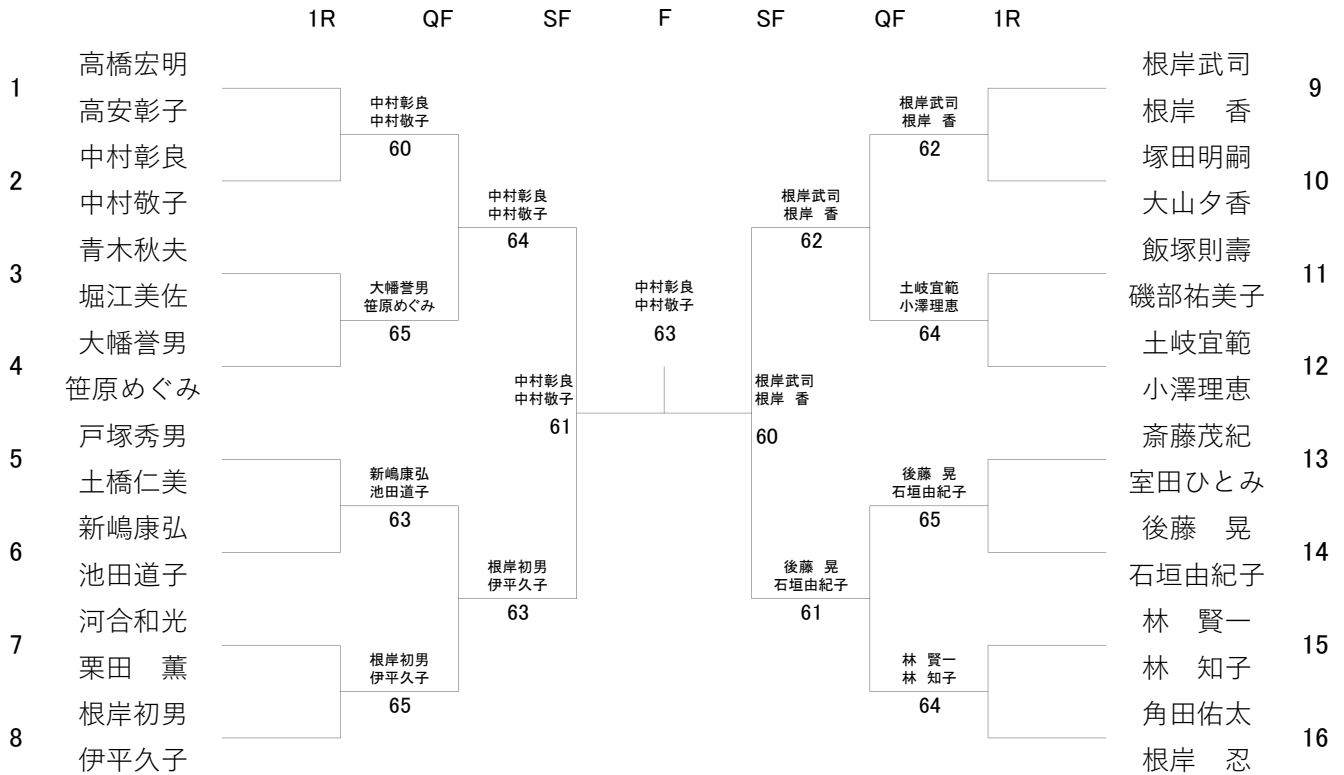 1R QF SF F SF QF 1R
1
高橋宏明
高安彰子
2
中村彰良
中村敬子
3
青木秋夫
堀江美佐
4
大幡誉男
笹原めぐみ
5
戸塚秀男
土橋仁美
6
新嶋康弘
池田道子
7
河合和光
栗田　薫
8
根岸初男
伊平久子
中村彰良
中村敬子
60
大幡誉男
笹原めぐみ
65
新嶋康弘
池田道子
63
根岸初男
伊平久子
65
中村彰良
中村敬子
64
根岸初男
伊平久子
63
中村彰良
中村敬子
61
中村彰良
中村敬子
63
根岸武司
根岸 香
60
根岸武司
根岸 香
62
後藤 晃
石垣由紀子
61
根岸武司
根岸 香
62
土岐宜範
小澤理恵
64
後藤 晃
石垣由紀子
65
林 賢一
林 知子
64
根岸武司
根岸　香
9
塚田明嗣
大山夕香
10
飯塚則壽
磯部祐美子
11
土岐宜範
小澤理恵
12
斎藤茂紀
室田ひとみ
13
後藤　晃
石垣由紀子
14
林　賢一
林　知子
15
角田佑太
根岸　忍
16